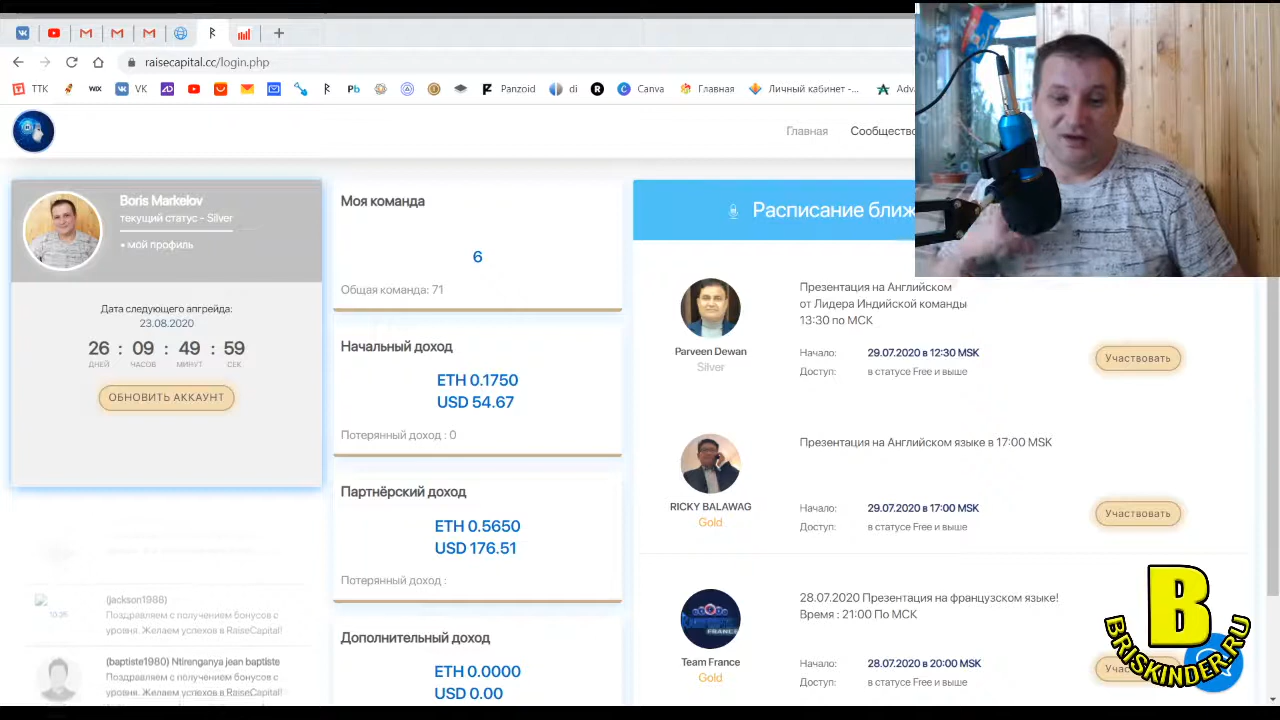 raisecapital.cc/login.php
ТТК
WIX
VK
Pb
Panzoid
di
Canva
Главная
Личный кабинет -...
Adva
Главная
Сообщество
Boris Markelov
текущий статус - Silver
• мой профиль
Дата следующего апгрейда:
23.08.2020
26 : 09 : 49 : 59
ДНЕЙ ЧАСОВ МИНУТ СЕК
ОБНОВИТЬ АККАУНТ
(jackson1988)
10:26
Поздравляем с получением бонусов с
уровня. Желаем успехов в RaiseCapital!
(baptiste1980) Ntirenganya jean baptiste
Поздравляем с получением бонусов с
уровня. Желаем успехов в RaiseCapital!
Моя команда
6
Общая команда: 71
Начальный доход
ETH 0.1750
USD 54.67
Потерянный доход : 0
Партнёрский доход
ETH 0.5650
USD 176.51
Потерянный доход :
Дополнительный доход
ETH 0.0000
USD 0.00
Расписание ближ
Parveen Dewan
Silver
Презентация на Английском
от Лидера Индийской команды
13:30 по МСК
Начало: 29.07.2020 в 12:30 MSK
Доступ: в статусе Free и выше
Участвовать
RICKY BALAWAG
Gold
Презентация на Английском языке в 17:00 MSK
Начало: 29.07.2020 в 17:00 MSK
Доступ: в статусе Free и выше
Участвовать
FRANCE
Team France
Gold
28.07.2020 Презентация на французском языке!
Время : 21:00 По МСК
Начало: 28.07.2020 в 20:00 MSK
Доступ: в статусе Free и выше
Учас
B
BRISKINDER.RU